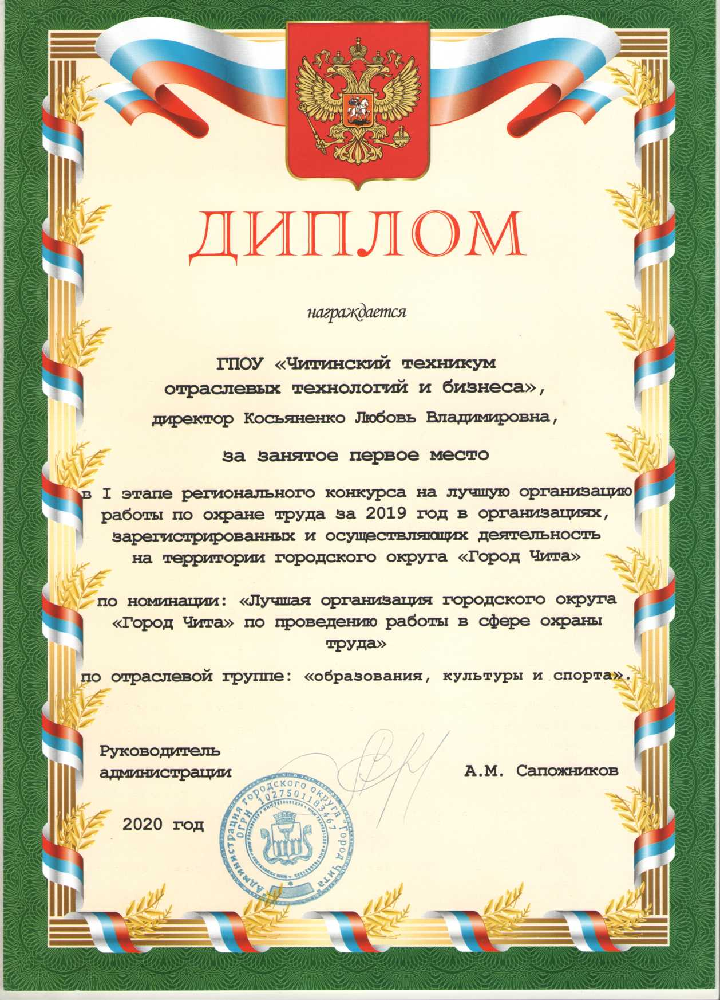 ДИПЛОМ
награждается
ГПОУ «Читинский техникум
отраслевых технологий и бизнеса»,
директор Косьяненко Любовь Владимировна,
за занятое первое место
в I этапе регионального конкурса на лучшую организацию
работы по охране труда за 2019 год в организациях,
зарегистрированных и осуществляющих деятельность
на территории городского округа «Город Чита»
по номинации: «Лучшая организация городского округа
«Город Чита» по проведению работы в сфере охраны
труда»
по отраслевой группе: «образования, культуры и спорта».
Руководитель
администрации
А.М. Сапожников
2020 год
Администрация городского округа "Город Чита"
ОГРН 1027501183467